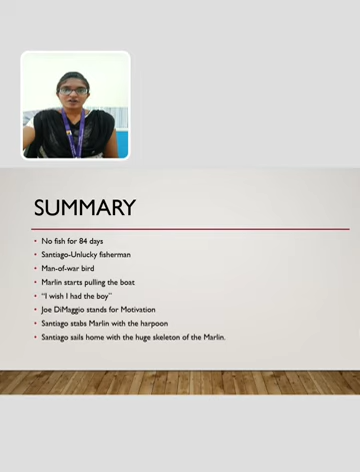 SUMMARY
• No fish for 84 days
• Santiago-Unlucky fisherman
• Man-of-war bird
• Marlin starts pulling the boat
• "I wish I had the boy"
• Joe DiMaggio stands for Motivation
• Santiago stabs Marlin with the harpoon
• Santiago sails home with the huge skeleton of the Marlin.